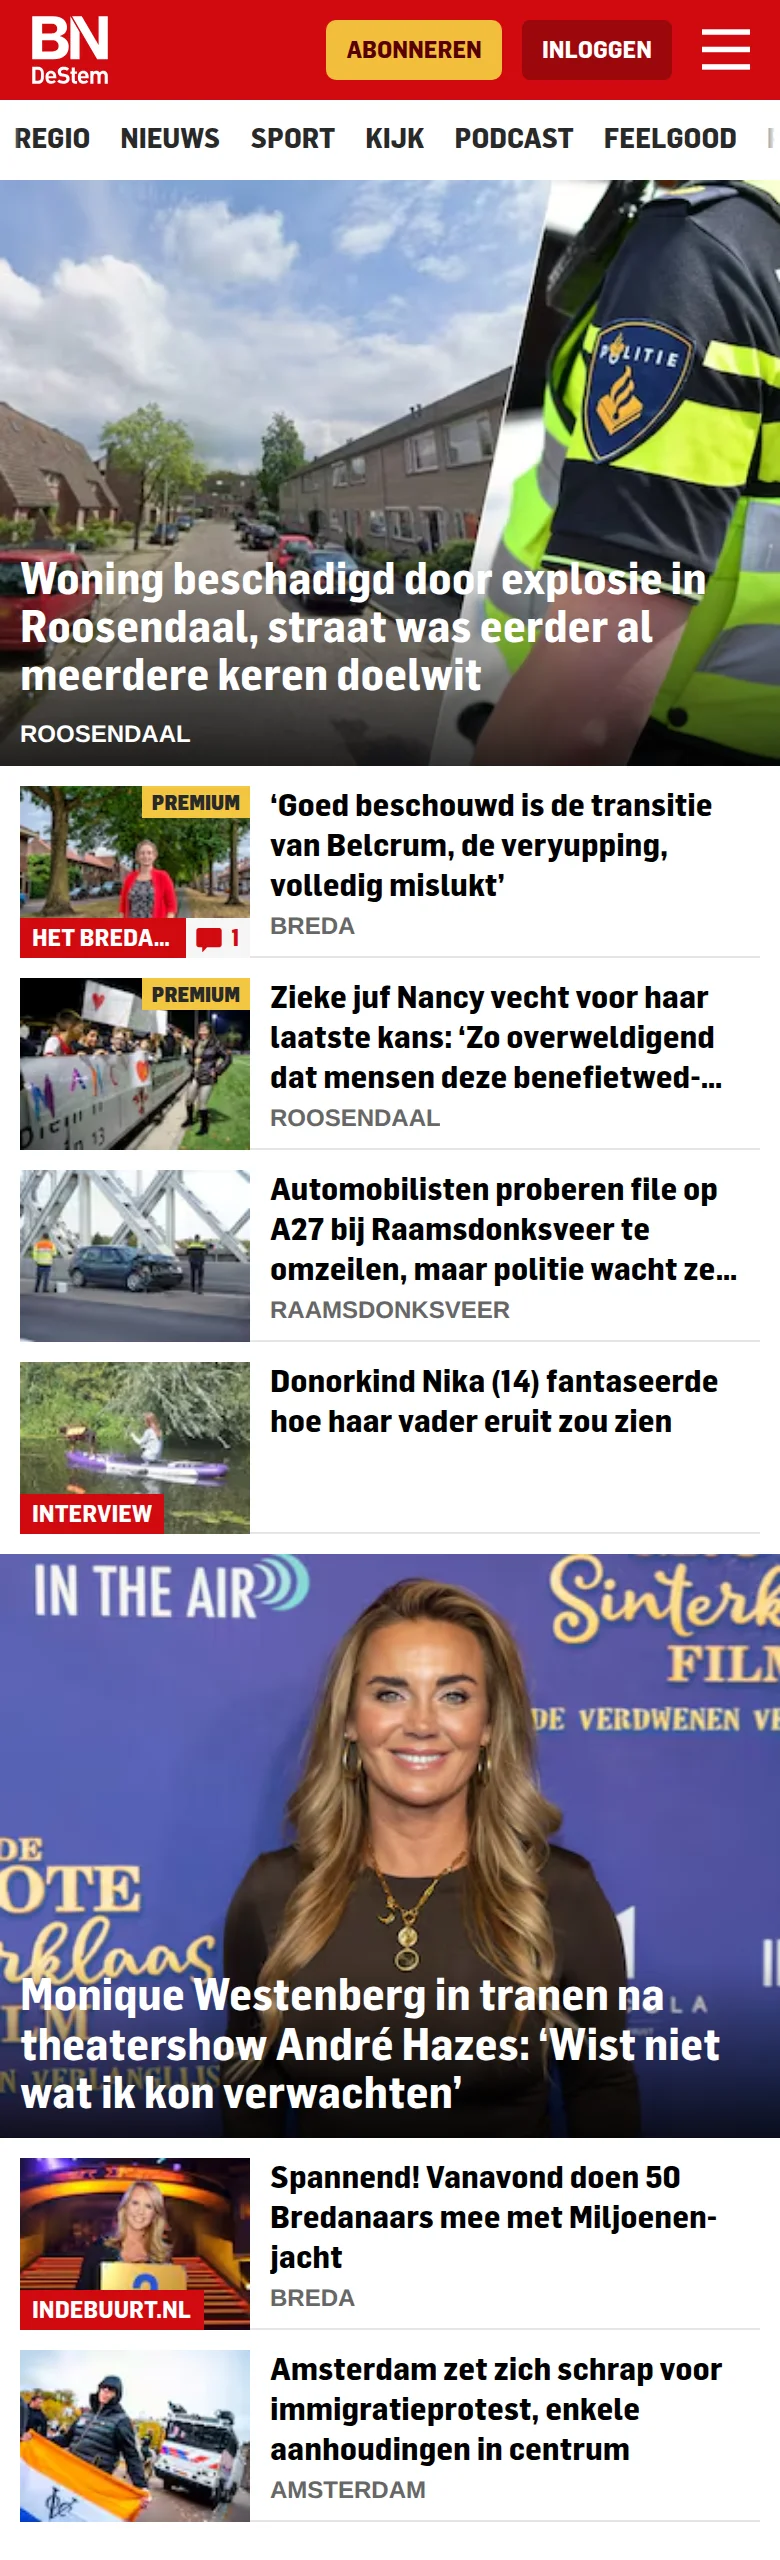 BN
DeStem
ABONNEREN
INLOGGEN
REGIO NIEUWS SPORT KIJK PODCAST FEELGOOD
POLITIE
Woning beschadigd door explosie in
Roosendaal, straat was eerder al
meerdere keren doelwit
ROOSENDAAL
PREMIUM
HET BREDA...
1
‘Goed beschouwd is de transitie
van Belcrum, de veryupping,
volledig mislukt’
BREDA
PREMIUM
Zieke juf Nancy vecht voor haar
laatste kans: ‘Zo overweldigend
dat mensen deze benefietwed-...
ROOSENDAAL
Automobilisten proberen file op
A27 bij Raamsdonksveer te
omzeilen, maar politie wacht ze...
RAAMSDONKSVEER
INTERVIEW
Donorkind Nika (14) fantaseerde
hoe haar vader eruit zou zien
IN THE AIR
Sinterk
FILM
DE VERDWENEN VE
DE
OTE
rklaas
Monique Westenberg in tranen na
theatershow André Hazes: ‘Wist niet
wat ik kon verwachten’
INDEBUURT.NL
Spannend! Vanavond doen 50
Bredanaars mee met Miljoenen-
jacht
BREDA
Amsterdam zet zich schrap voor
immigratieprotest, enkele
aanhoudingen in centrum
AMSTERDAM